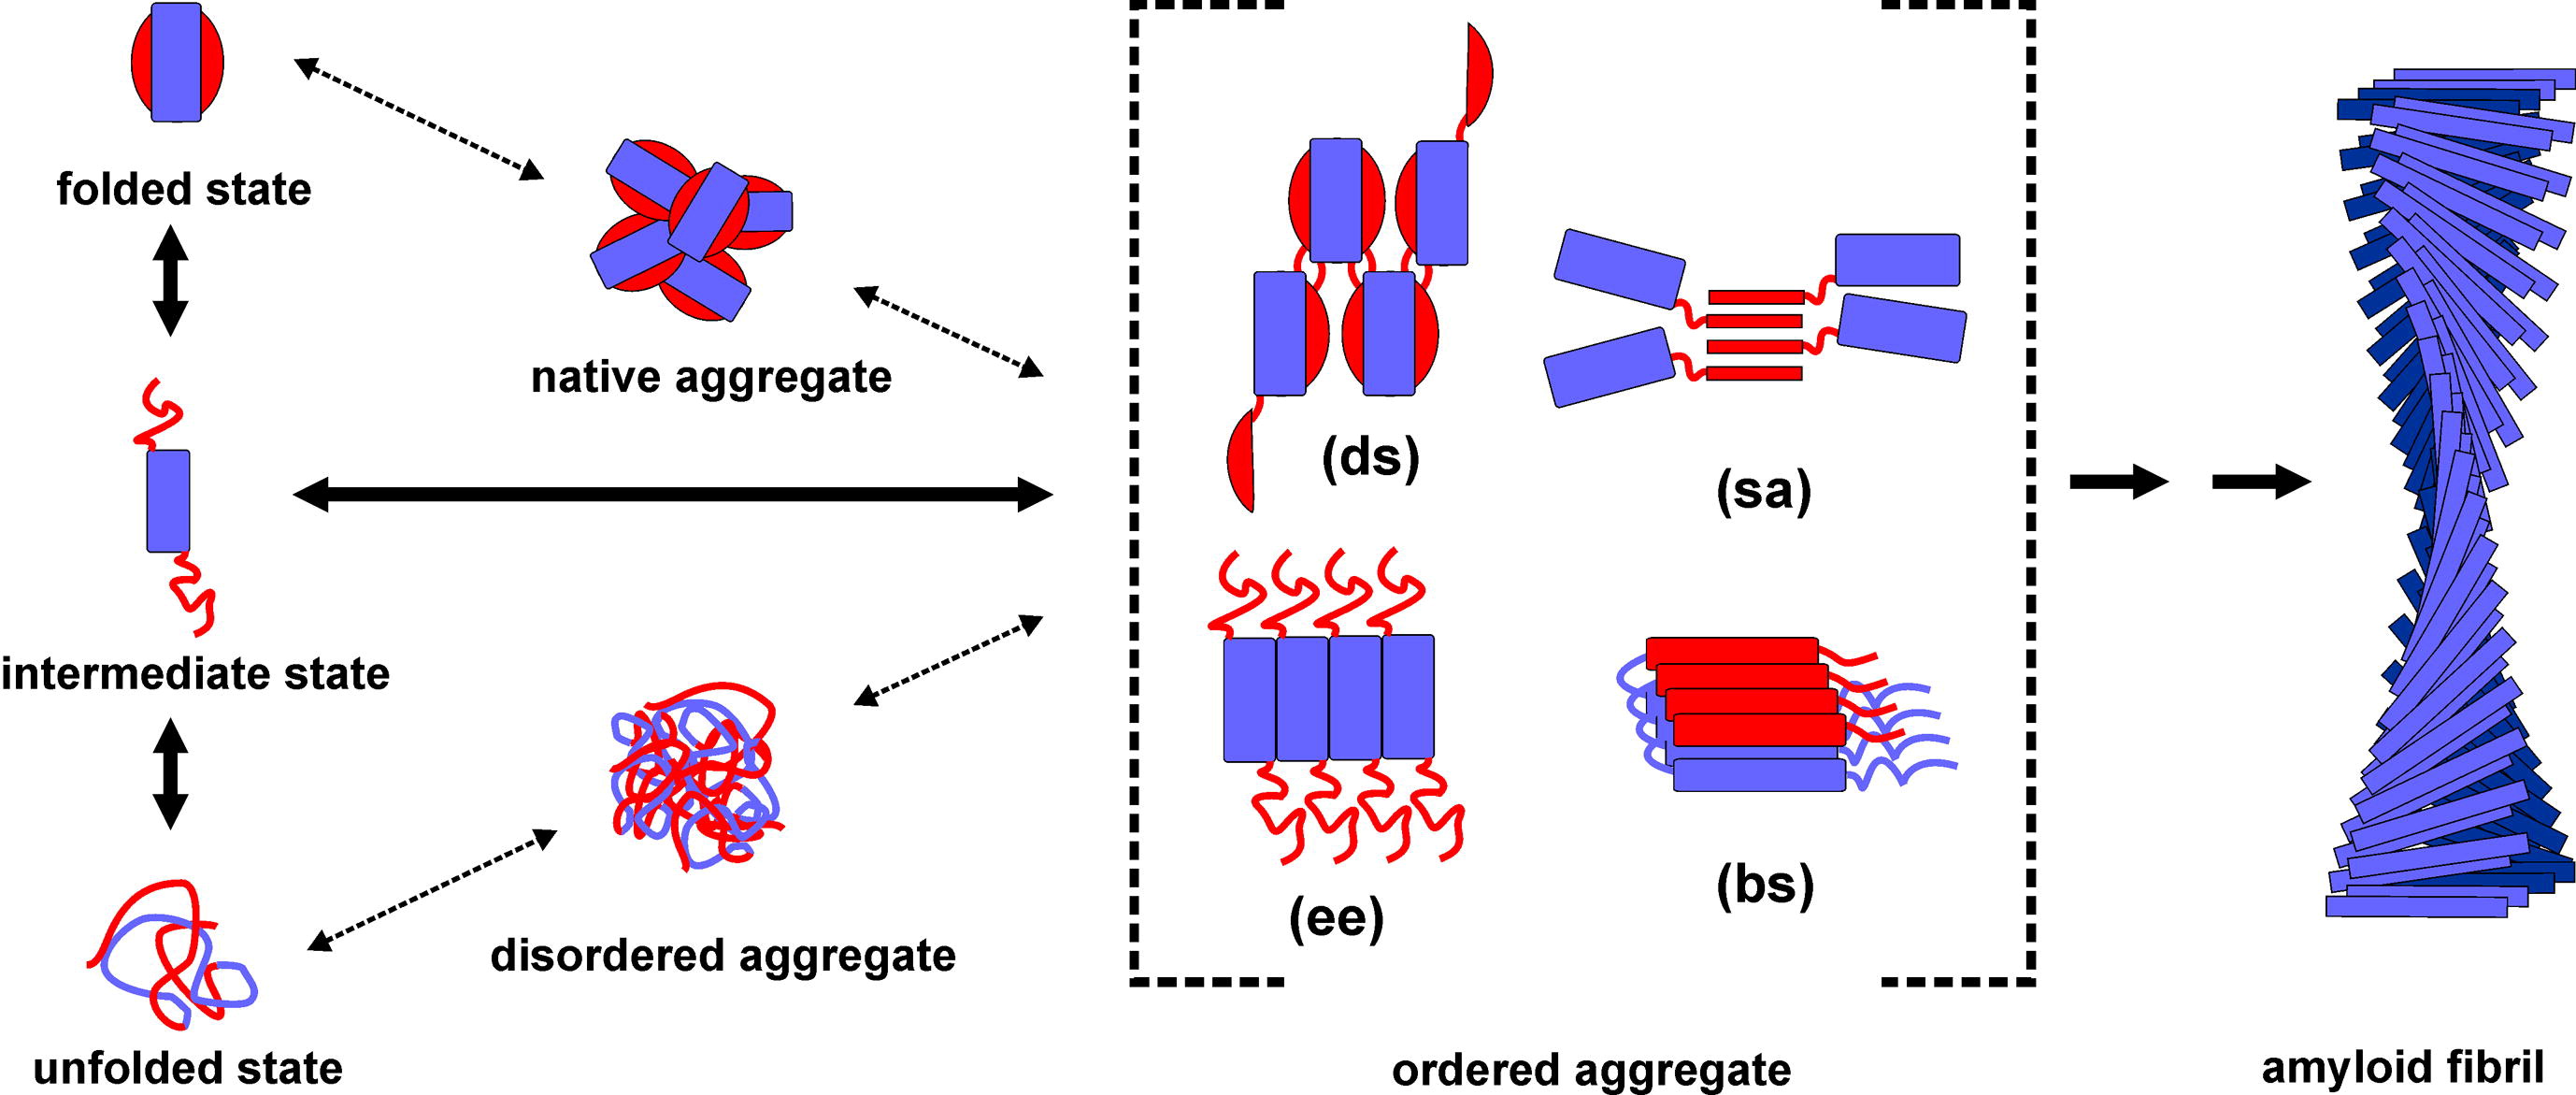 folded state
native aggregate
(ds)
(sa)
intermediate state
(ee)
(bs)
disordered aggregate
unfolded state
ordered aggregate
amyloid fibril